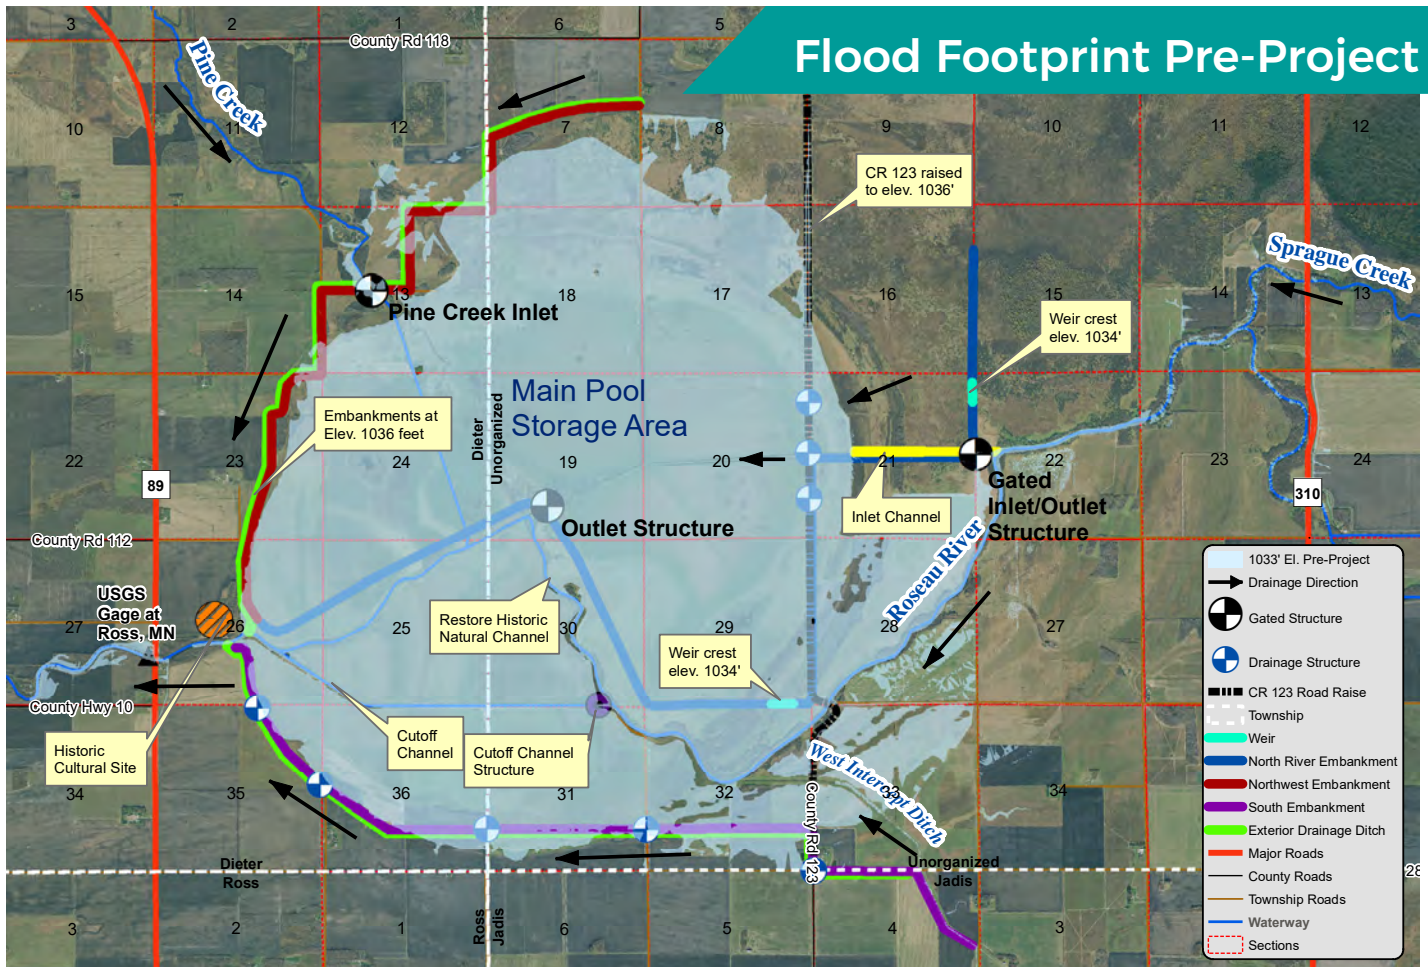 Flood Footprint Pre-Project
3
2
1
6
5
County Rd 118
Pine Creek
10
11
12
7
8
9
10
11
12
CR 123 raised
to elev. 1036'
Sprague Creek
15
14
13
18
17
16
15
14
13
Pine Creek Inlet
Weir crest
elev. 1034'
Main Pool
Storage Area
Dieter
Unorganized
Embankments at
Elev. 1036 feet
22
23
24
19
20
21
22
23
24
89
310
Gated
Inlet/Outlet
Structure
Inlet Channel
Outlet Structure
County Rd 112
Roseau River
USGS
Gage at
Ross, MN
Restore Historic
Natural Channel
27
26
25
30
29
28
27
Weir crest
elev. 1034'
County Hwy 10
Historic
Cultural Site
Cutoff
Channel
Cutoff Channel
Structure
West Intercept Ditch
34
35
36
31
32
33
34
County Rd 123
Dieter
Ross
Unorganized
Jadis
28
Ross
Jadis
3
2
1
6
5
4
1033' El. Pre-Project
Drainage Direction
Gated Structure
Drainage Structure
CR 123 Road Raise
Township
Weir
North River Embankment
Northwest Embankment
South Embankment
Exterior Drainage Ditch
Major Roads
County Roads
Township Roads
Waterway
Sections